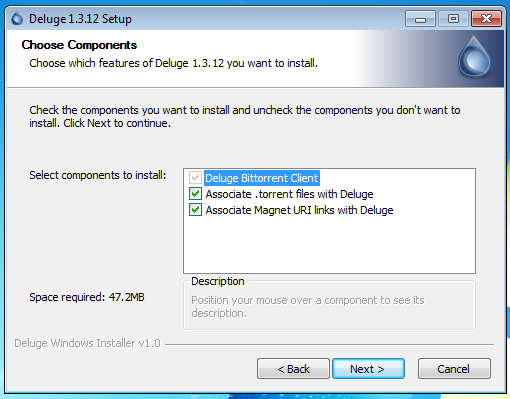 Deluge 1.3.12 Setup
Choose Components
Choose which features of Deluge 1.3.12 you want to install.
Check the components you want to install and uncheck the components you don't want to
install. Click Next to continue.
Select components to install:
Deluge Bittorrent Client
Associate .torrent files with Deluge
Associate Magnet URI links with Deluge
Space required: 47.2MB
Description
Position your mouse over a component to see its
description.
Deluge Windows Installer v1.0
< Back
Next >
Cancel